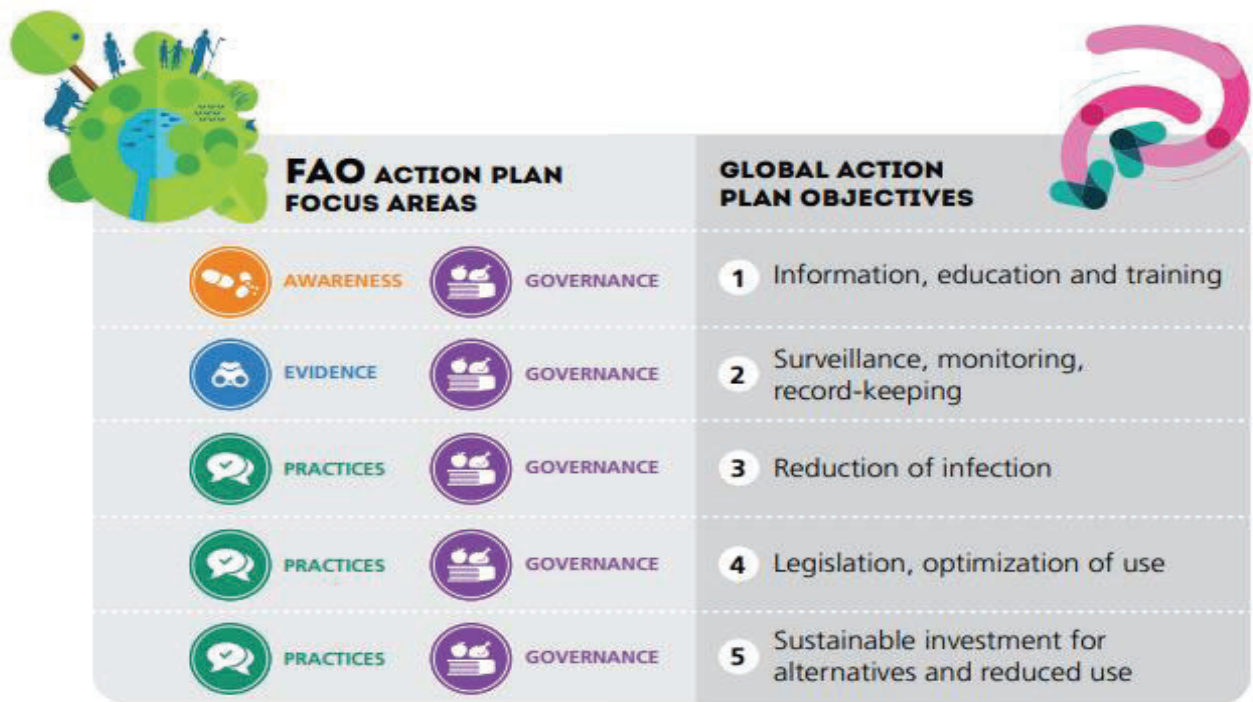 FAO ACTION PLAN
FOCUS AREAS
GLOBAL ACTION
PLAN OBJECTIVES
AWARENESS GOVERNANCE 1 Information, education and training
EVIDENCE GOVERNANCE 2 Surveillance, monitoring,
record-keeping
PRACTICES GOVERNANCE 3 Reduction of infection
PRACTICES GOVERNANCE 4 Legislation, optimization of use
PRACTICES GOVERNANCE 5 Sustainable investment for
alternatives and reduced use